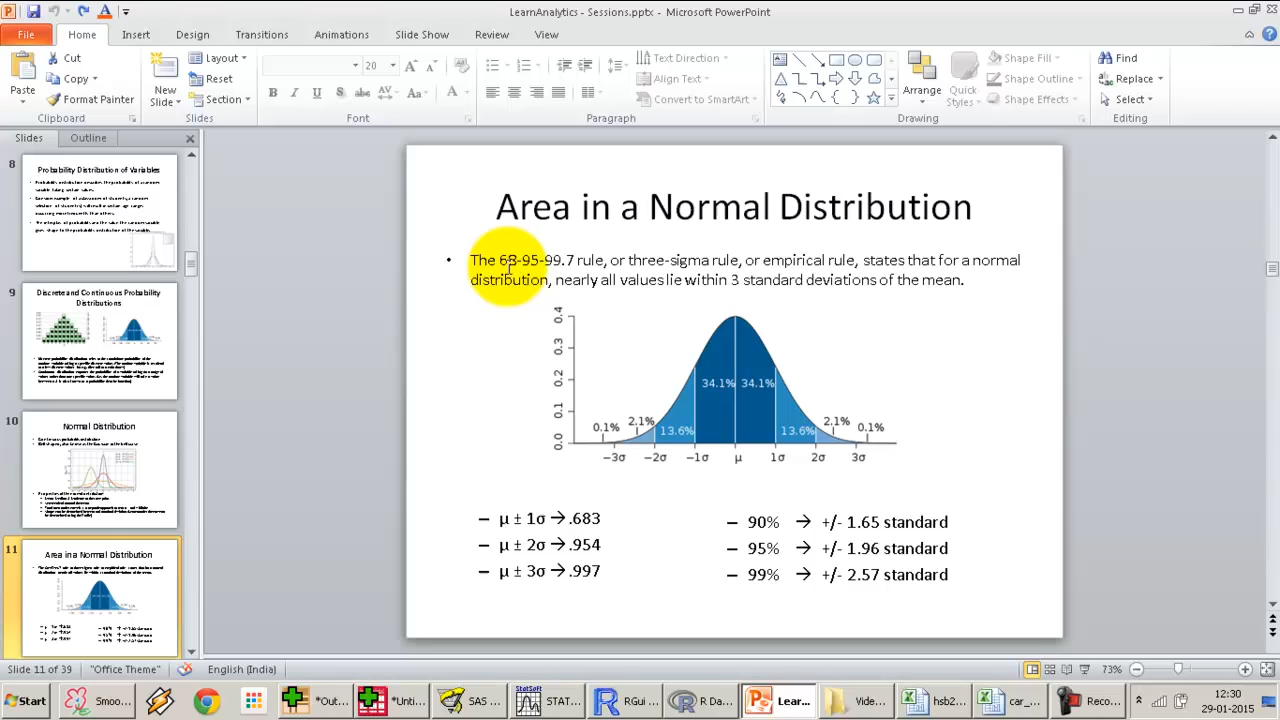 LearnAnalytics - Sessions.pptx - Microsoft PowerPoint
File Home Insert Design Transitions Animations Slide Show Review View
Cut Layout 20 Text Direction Shape Fill Find
Copy Reset Align Text Shape Outline Replace
Paste Format Painter New Slide Section B I U S abc AV Aa A Convert to SmartArt Arrange Quick Styles Shape Effects Select
Clipboard Slides Font Paragraph Drawing Editing
Slides Outline
8
Probability Distribution of Variables
9
Discrete and Continuous Probability
Distributions
10
Normal Distribution
11
Area in a Normal Distribution
Area in a Normal Distribution
• The 68-95-99.7 rule, or three-sigma rule, or empirical rule, states that for a normal
distribution, nearly all values lie within 3 standard deviations of the mean.
0.4
0.3
0.2
0.1
0.0
34.1% 34.1%
0.1% 2.1% 13.6% 13.6% 2.1% 0.1%
−3σ −2σ −1σ μ 1σ 2σ 3σ
– μ ± 1σ → .683
– μ ± 2σ → .954
– μ ± 3σ → .997
– 90% → +/- 1.65 standard
– 95% → +/- 1.96 standard
– 99% → +/- 2.57 standard
Slide 11 of 39 "Office Theme" English (India) 73%
Start Smoo... *Out... *Unti... SAS ... STAT... RGui ... R Da... Lear... Vide... hsb2... car_... Reco... 12:30
29-01-2015